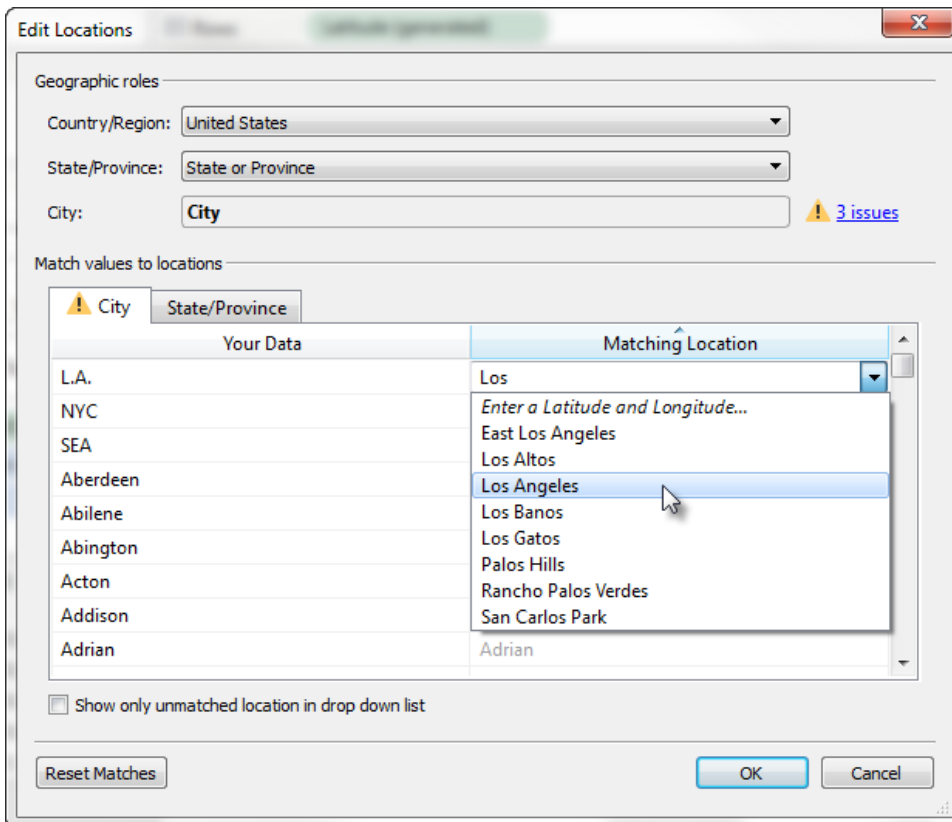 Edit Locations
Geographic roles
Country/Region: United States
State/Province: State or Province
City: City 3 issues
Match values to locations
City State/Province
Your Data Matching Location
L.A. Los
Enter a Latitude and Longitude...
NYC
East Los Angeles
SEA
Los Altos
Aberdeen
Los Angeles
Abilene
Los Banos
Abington
Los Gatos
Acton
Palos Hills
Addison
Rancho Palos Verdes
San Carlos Park
Adrian Adrian
Show only unmatched location in drop down list
Reset Matches OK Cancel